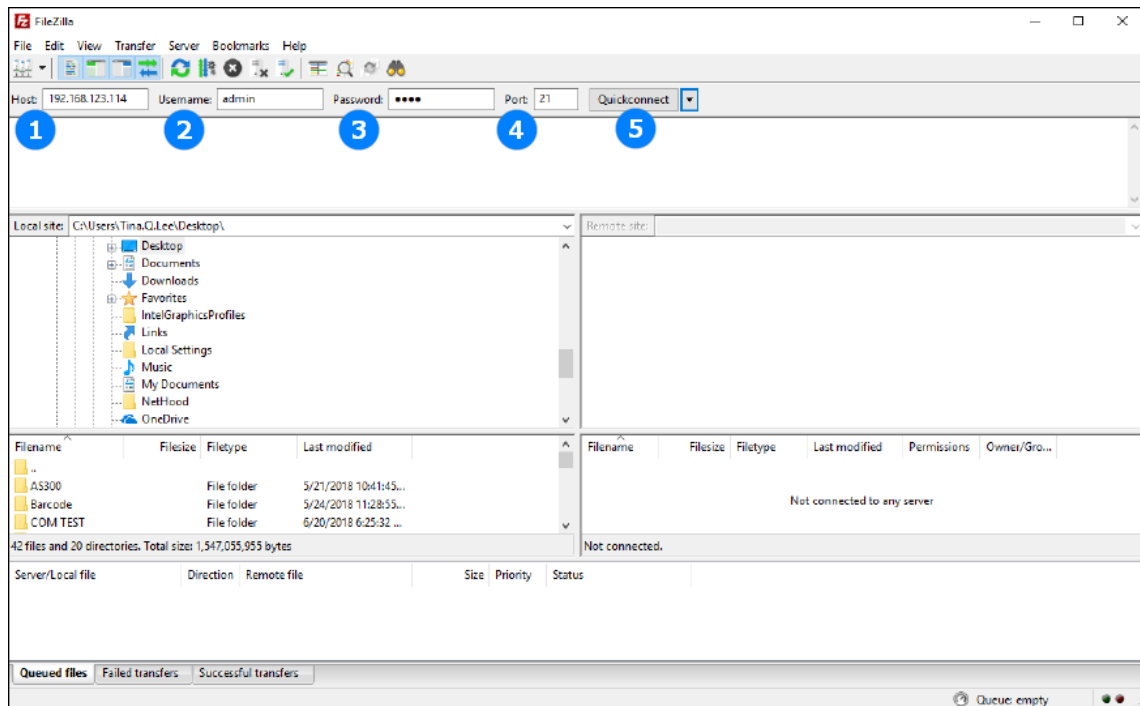 FileZilla
File Edit View Transfer Server Bookmarks Help
Host: 192.168.123.114 Username: admin Password: •••• Port: 21 Quickconnect
1 2 3 4 5
Local site: C:\Users\Tina.Q.Lee\Desktop\
Remote site:
Desktop
Documents
Downloads
Favorites
IntelGraphicsProfiles
Links
Local Settings
Music
My Documents
NetHood
OneDrive
Filename Filesize Filetype Last modified
..
AS300 File folder 5/21/2018 10:41:45...
Barcode File folder 5/24/2018 11:28:55...
COM TEST File folder 6/20/2018 6:25:32 ...
42 files and 20 directories. Total size: 1,547,055,955 bytes
Filename Filesize Filetype Last modified Permissions Owner/Gro...
Not connected to any server
Not connected.
Server/Local file Direction Remote file Size Priority Status
Queued files Failed transfers Successful transfers
Queue: empty